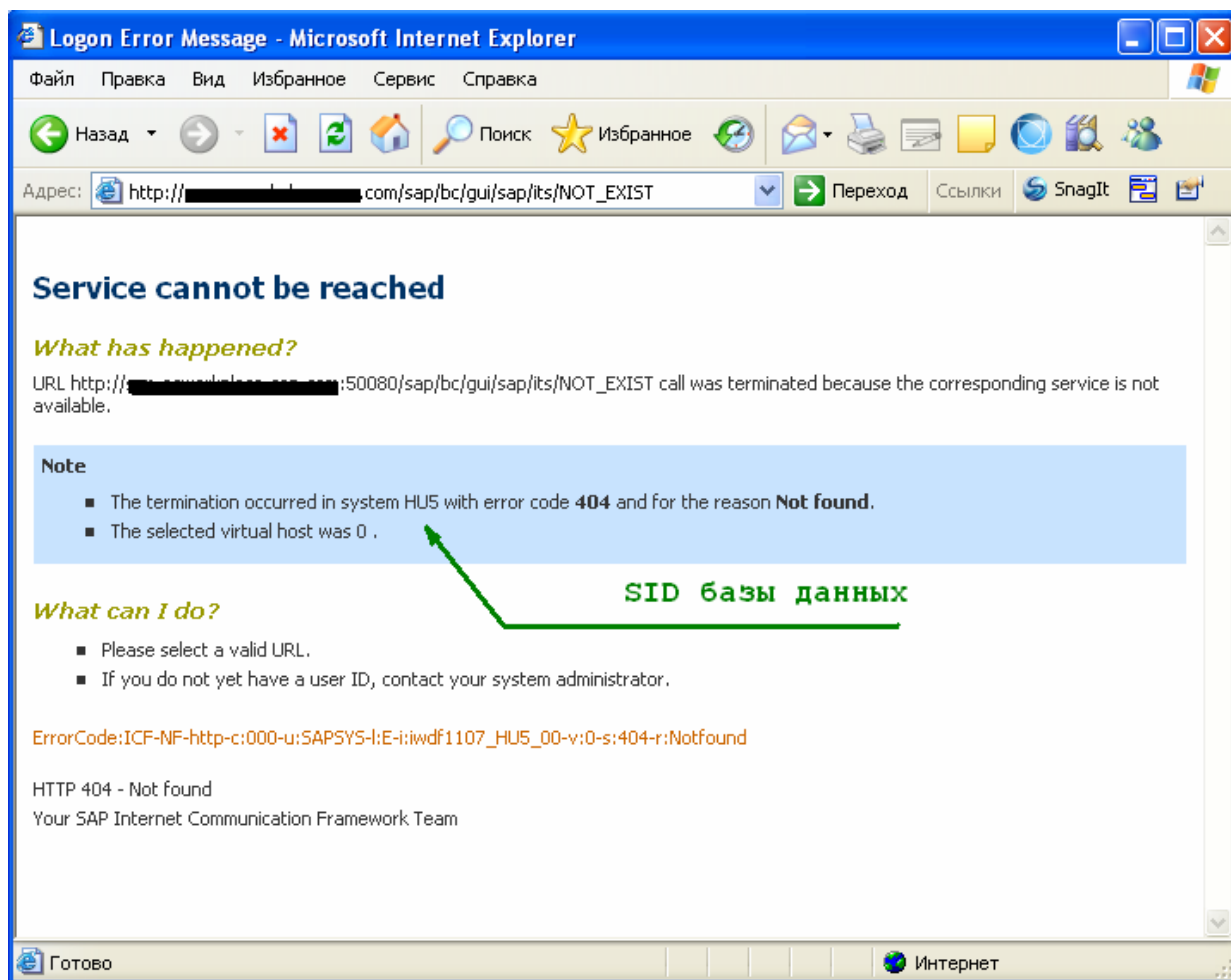 Logon Error Message - Microsoft Internet Explorer
Файл Правка Вид Избранное Сервис Справка
Назад Поиск Избранное
Адрес: http:// .com/sap/bc/gui/sap/its/NOT_EXIST Переход Ссылки SnagIt
Service cannot be reached
What has happened?
URL http:// :50080/sap/bc/gui/sap/its/NOT_EXIST call was terminated because the corresponding service is not
available.
Note
■ The termination occurred in system HU5 with error code 404 and for the reason Not found.
■ The selected virtual host was 0 .
SID базы данных
What can I do?
■ Please select a valid URL.
■ If you do not yet have a user ID, contact your system administrator.
ErrorCode:ICF-NF-http-c:000-u:SAPSYS-l:E-i:iwdf1107_HU5_00-v:0-s:404-r:Notfound
HTTP 404 - Not found
Your SAP Internet Communication Framework Team
Готово Интернет